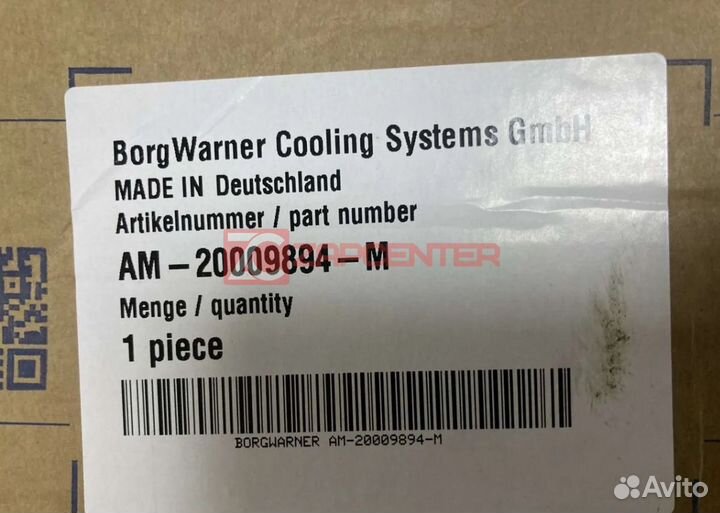 BorgWarner Cooling Systems GmbH
MADE IN Deutschland
Artikelnummer / part number
AM-20009894-M
ZAPCENTER
Menge / quantity
1 piece
BORGWARNER AM-20009894-M
Avito